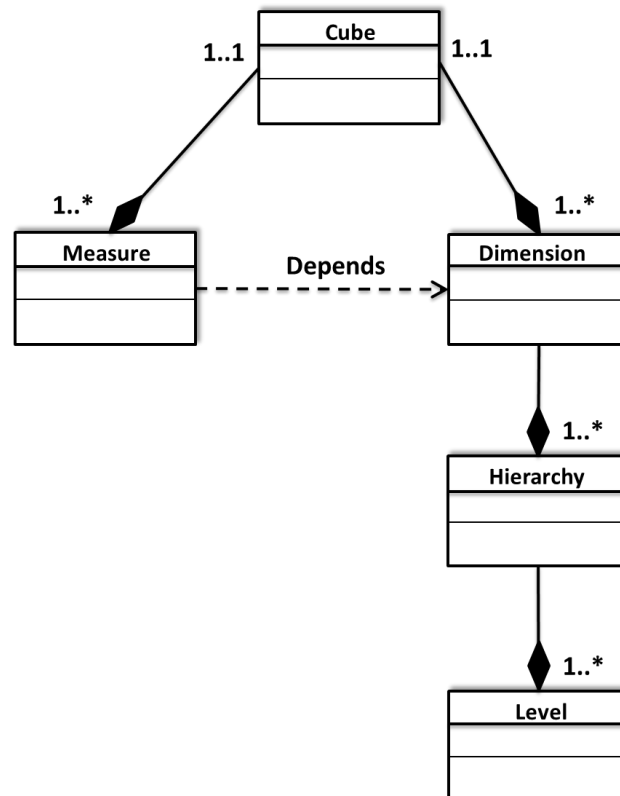 Cube
1..1
1..1
1..*
1..*
Measure
Depends
Dimension
1..*
Hierarchy
1..*
Level